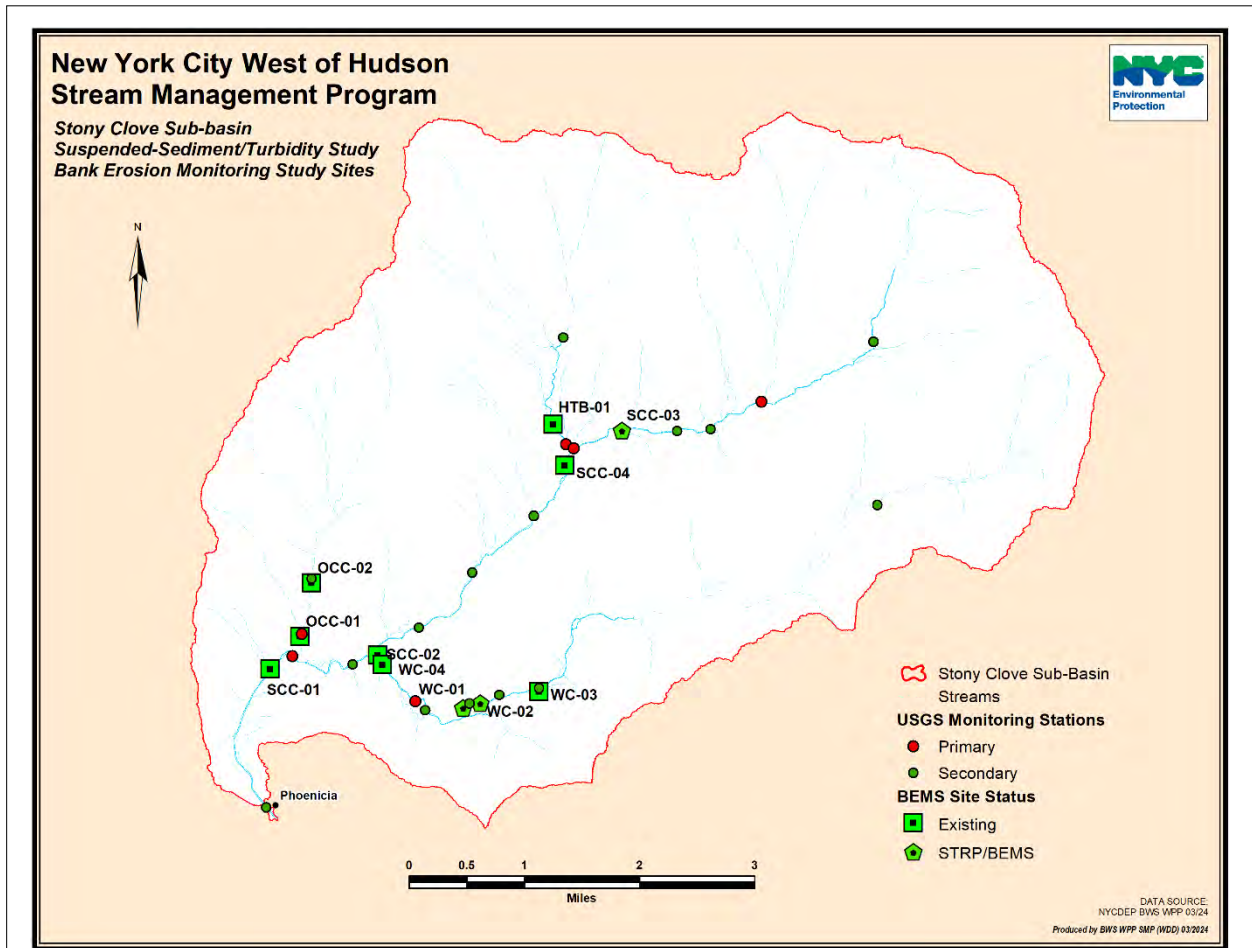 New York City West of Hudson
Stream Management Program
Stony Clove Sub-basin
Suspended-Sediment/Turbidity Study
Bank Erosion Monitoring Study Sites
NYC
Environmental
Protection
N
HTB-01
SCC-03
SCC-04
OCC-02
OCC-01
SCC-02
WC-04
SCC-01
WC-01
WC-02
WC-03
Phoenicia
Stony Clove Sub-Basin
Streams
USGS Monitoring Stations
Primary
Secondary
BEMS Site Status
Existing
STRP/BEMS
0 0.5 1 2 3
Miles
DATA SOURCE:
NYCDEP BWS WPP 03/24
Produced by BWS WPP SMP (WDD) 03/2024